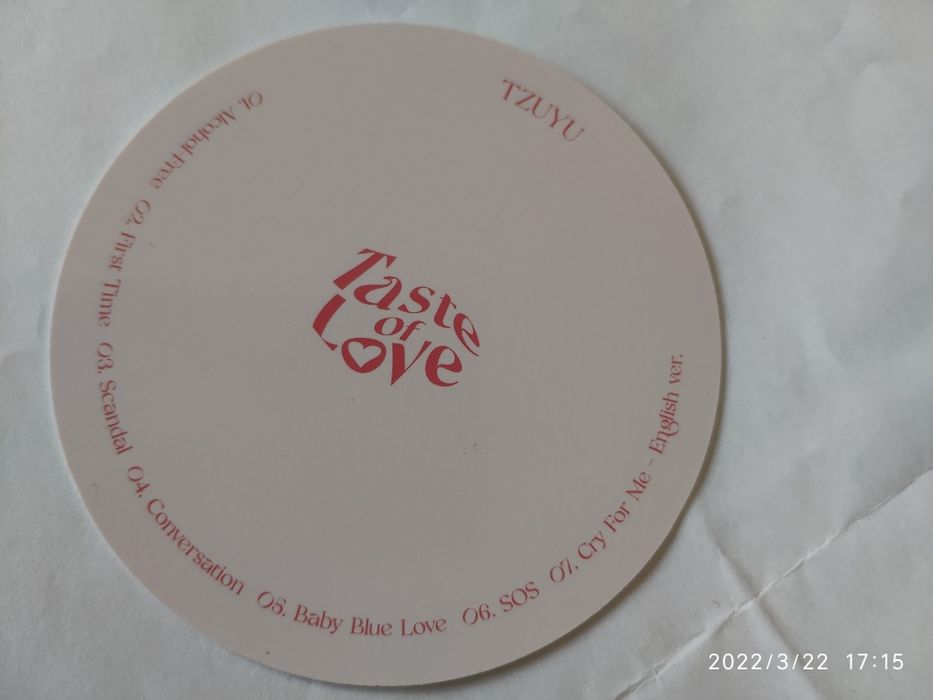 TZUYU
Taste
of
Love
01. Alcohol Free 02. First Time 03. Scandal 04. Conversation 05. Baby Blue Love 06. SOS 07. Cry For Me - English ver.
2022/3/22 17:15